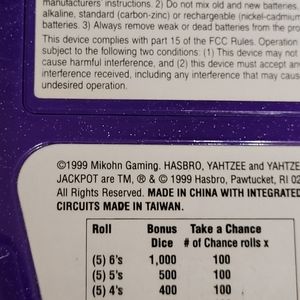 manufacturers' instructions. 2) Do not mix old and new batteries.
alkaline, standard (carbon-zinc) or rechargeable (nickel-cadmium
batteries. 3) Always remove weak or dead batteries from the pro
This device complies with part 15 of the FCC Rules. Operation
subject to the following two conditions: (1) This device may not
cause harmful interference, and (2) this device must accept any
interference received, including any interference that may caus
undesired operation.
©1999 Mikohn Gaming. HASBRO, YAHTZEE and YAHTZE
JACKPOT are TM, ® & © 1999 Hasbro, Pawtucket, RI 02
All Rights Reserved. MADE IN CHINA WITH INTEGRATED
CIRCUITS MADE IN TAIWAN.
Roll Bonus Dice Take a Chance # of Chance rollls x
(5) 6's 1,000 100
(5) 5's 500 100
(5) 4's 400 100